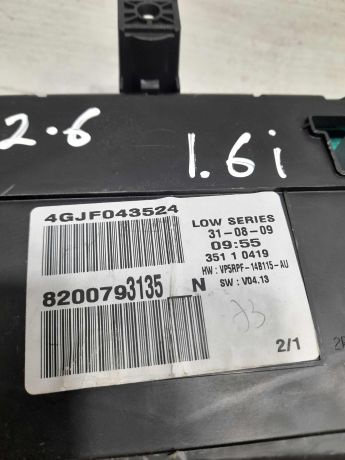 2.6
1.6i
4GJF043524
LOW SERIES
31-08-09
09:55
351 1 0419
HW: VP5RPF-14B115-AU
SW: V04.13
8200793135 N
2/1